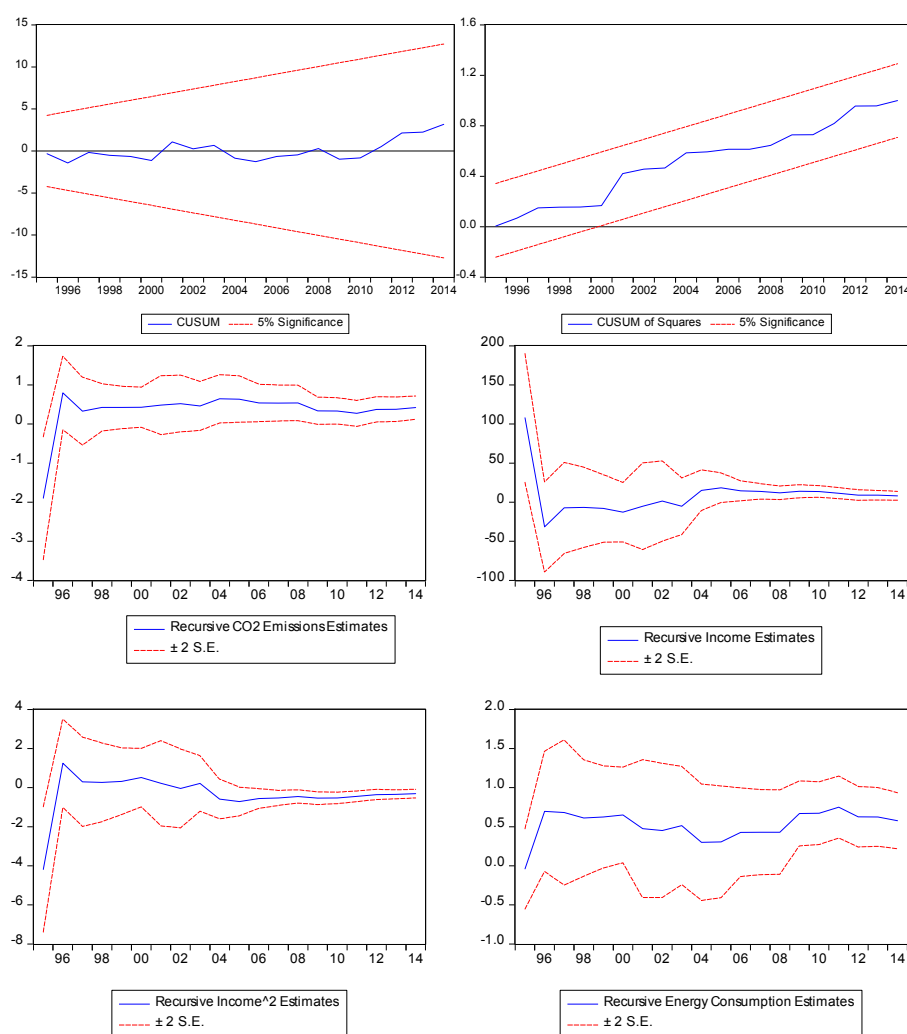 15
10
5
0
-5
-10
-15
1996 1998 2000 2002 2004 2006 2008 2010 2012 2014
CUSUM 5% Significance
1.6
1.2
0.8
0.4
0.0
-0.4
1996 1998 2000 2002 2004 2006 2008 2010 2012 2014
CUSUM of Squares 5% Significance
2
1
0
-1
-2
-3
-4
96 98 00 02 04 06 08 10 12 14
Recursive CO2 Emissions Estimates
± 2 S.E.
200
150
100
50
0
-50
-100
96 98 00 02 04 06 08 10 12 14
Recursive Income Estimates
± 2 S.E.
4
2
0
-2
-4
-6
-8
96 98 00 02 04 06 08 10 12 14
Recursive Income^2 Estimates
± 2 S.E.
2.0
1.5
1.0
0.5
0.0
-0.5
-1.0
96 98 00 02 04 06 08 10 12 14
Recursive Energy Consumption Estimates
± 2 S.E.